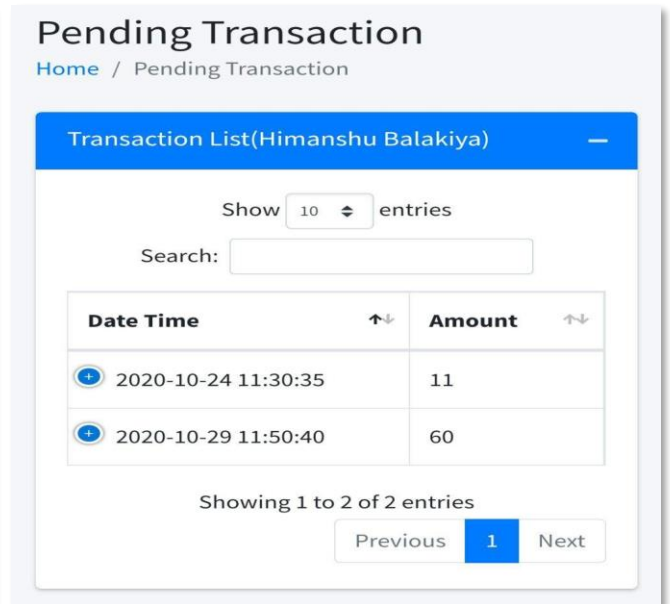 Pending Transaction
Home / Pending Transaction
Transaction List(Himanshu Balakiya)
Show 10 entries
Search:
Date Time Amount
2020-10-24 11:30:35 11
2020-10-29 11:50:40 60
Showing 1 to 2 of 2 entries
Previous 1 Next